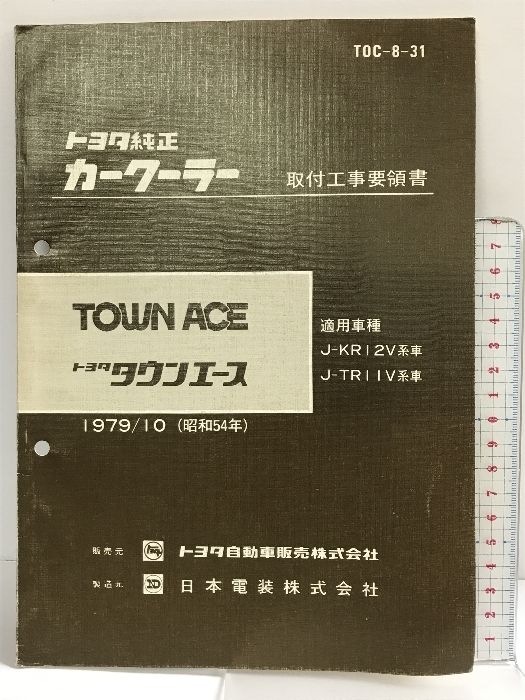 TOC-8-31
トヨタ純正
カークーラー 取付工事要領書
TOWN ACE
トヨタ タウンエース
適用車種
J-KR12V系車
J-TR11V系車
1979/10 (昭和54年)
販売元 トヨタ自動車販売株式会社
製造元 ND 日本電装株式会社